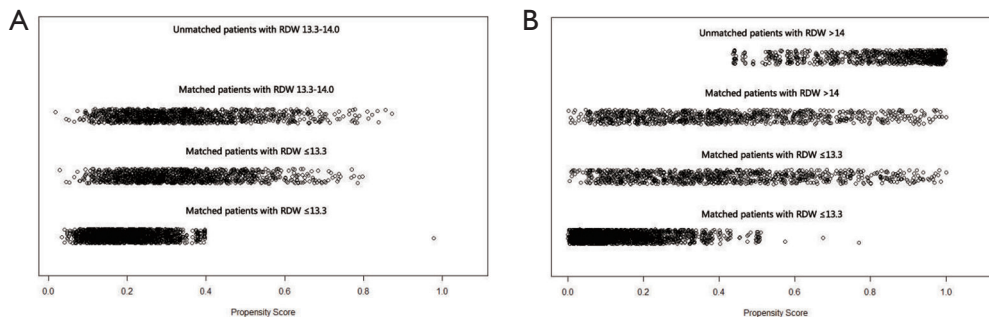 A
Unmatched patients with RDW 13.3-14.0
Matched patients with RDW 13.3-14.0
Matched patients with RDW ≤13.3
Matched patients with RDW ≤13.3
0.0 0.2 0.4 0.6 0.8 1.0
Propensity Score
B
Unmatched patients with RDW >14
Matched patients with RDW >14
Matched patients with RDW ≤13.3
Matched patients with RDW ≤13.3
0.0 0.2 0.4 0.6 0.8 1.0
Propensity Score